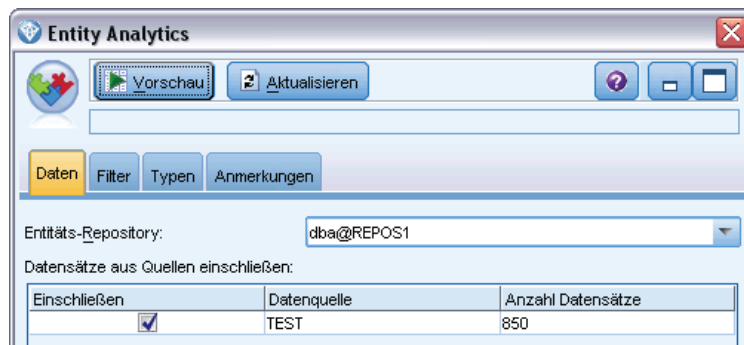 Entity Analytics
Vorschau Aktualisieren
Daten Filter Typen Anmerkungen
Entitäts-Repository: dba@REPOS1
Datensätze aus Quellen einschließen:
Einschließen Datenquelle Anzahl Datensätze
TEST 850